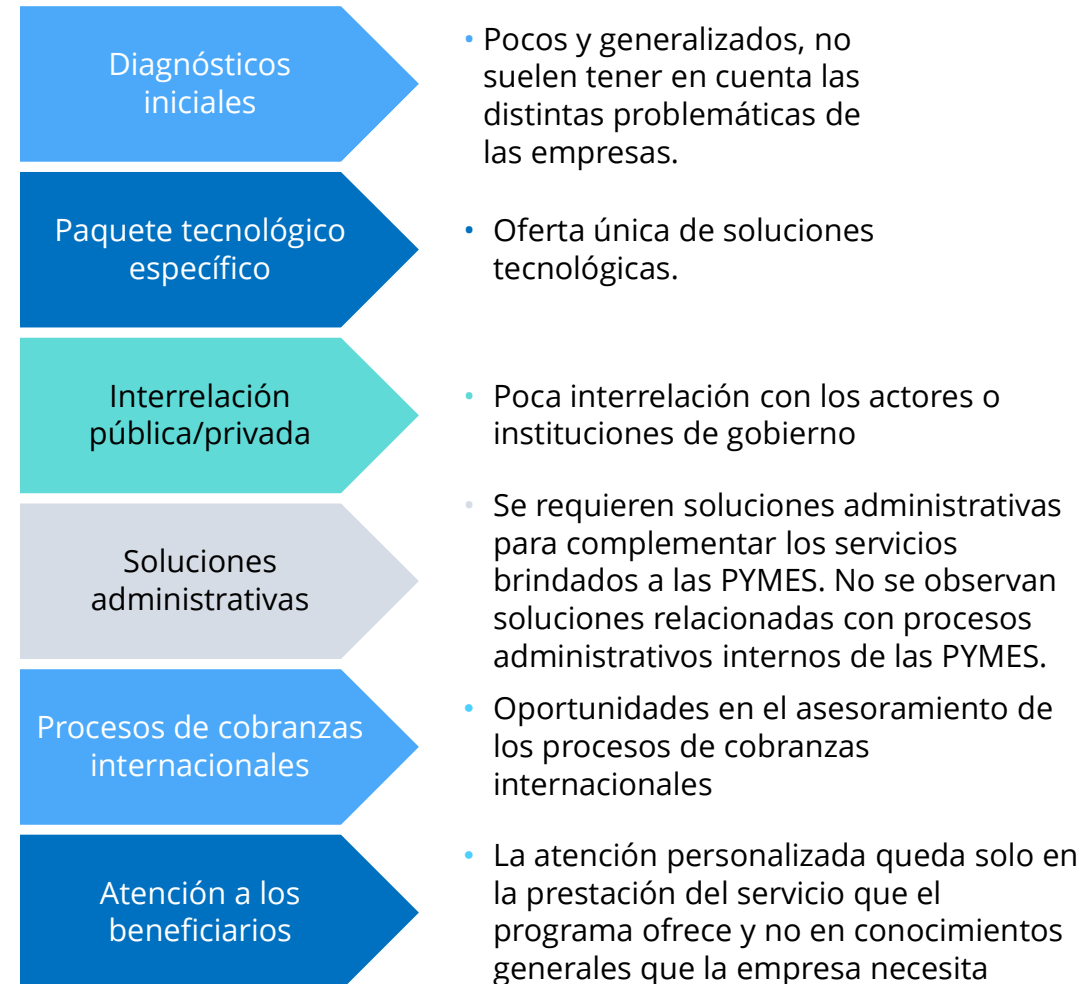 Diagnósticos
iniciales
• Pocos y generalizados, no
suelen tener en cuenta las
distintas problemáticas de
las empresas.
Paquete tecnológico
específico
• Oferta única de soluciones
tecnológicas.
Interrelación
pública/privada
• Poca interrelación con los actores o
instituciones de gobierno
Soluciones
administrativas
• Se requieren soluciones administrativas
para complementar los servicios
brindados a las PYMES. No se observan
soluciones relacionadas con procesos
administrativos internos de las PYMES.
Procesos de cobranzas
internacionales
• Oportunidades en el asesoramiento de
los procesos de cobranzas
internacionales
Atención a los
beneficiarios
• La atención personalizada queda solo en
la prestación del servicio que el
programa ofrece y no en conocimientos
generales que la empresa necesita